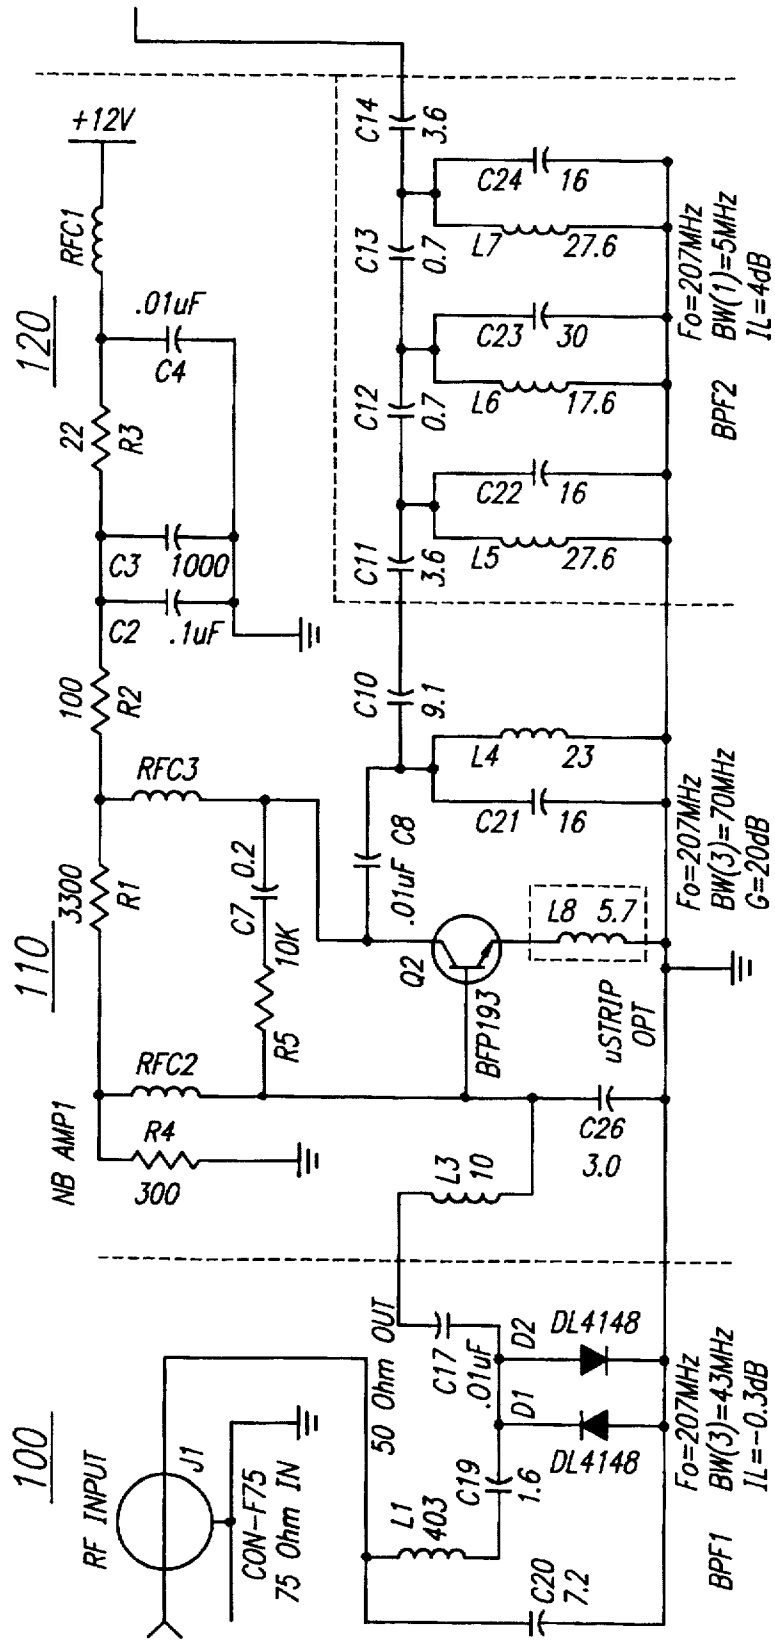 100
RF INPUT
J1
CON-F75
75 Ohm IN
L1
403
C19
1.6
C20
7.2
50 Ohm OUT
C17
.01uF
D1
D2
DL4148
DL4148
BPF1
Fo=207MHz
BW(3)=43MHz
IL=-0.3dB
110
NB AMP1
R4
300
RFC2
3300
R1
RFC3
100
R2
C7
0.2
R5
10K
L3
10
C26
3.0
Q2
BFP193
L8 5.7
uSTRIP
OPT
.01uF C8
C21
16
L4
23
C10
9.1
Fo=207MHz
BW(3)=70MHz
G=20dB
120
C2
.1uF
C3
1000
22
R3
.01uF
C4
RFC1
+12V
C11
3.6
L5
27.6
C22
16
C12
0.7
L6
17.6
C23
30
C13
0.7
L7
27.6
C24
16
C14
3.6
BPF2
Fo=207MHz
BW(1)=5MHz
IL=4dB